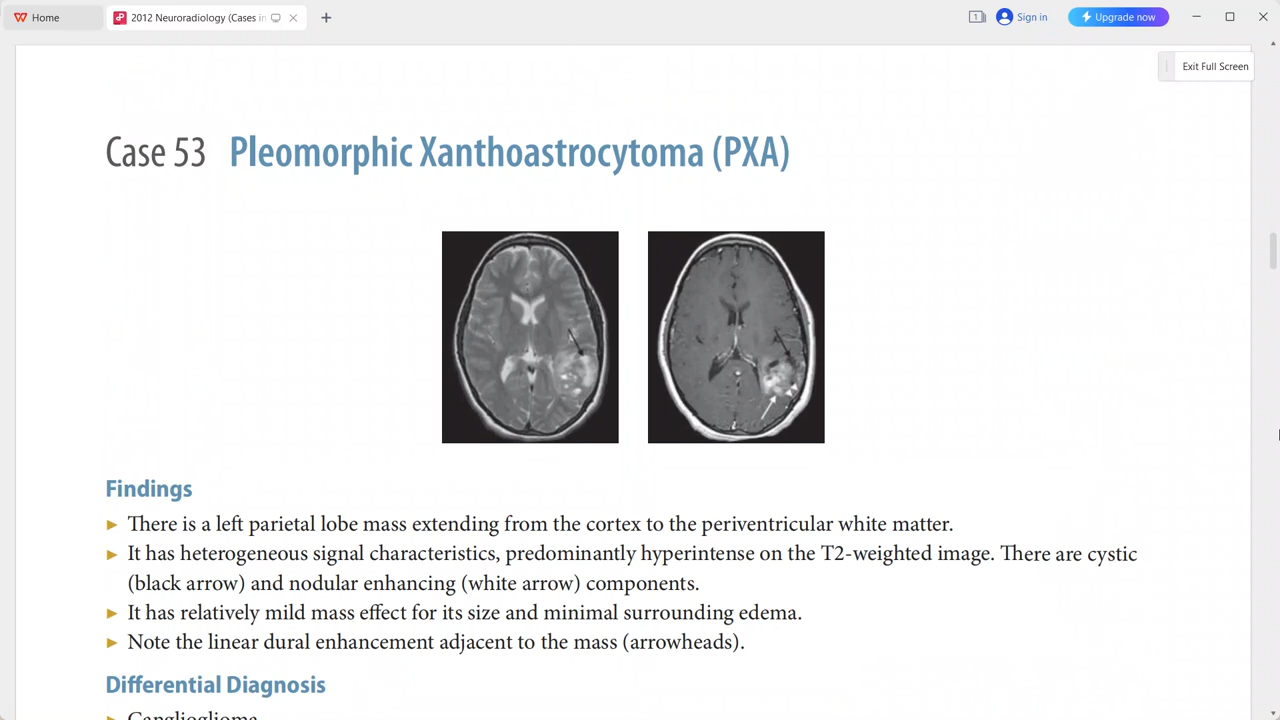 Home
2012 Neuroradiology (Cases in
1
Sign in
Upgrade now
Exit Full Screen
Case 53 Pleomorphic Xanthoastrocytoma (PXA)
Findings
► There is a left parietal lobe mass extending from the cortex to the periventricular white matter.
► It has heterogeneous signal characteristics, predominantly hyperintense on the T2-weighted image. There are cystic
(black arrow) and nodular enhancing (white arrow) components.
► It has relatively mild mass effect for its size and minimal surrounding edema.
► Note the linear dural enhancement adjacent to the mass (arrowheads).
Differential Diagnosis
► Ganglioglioma